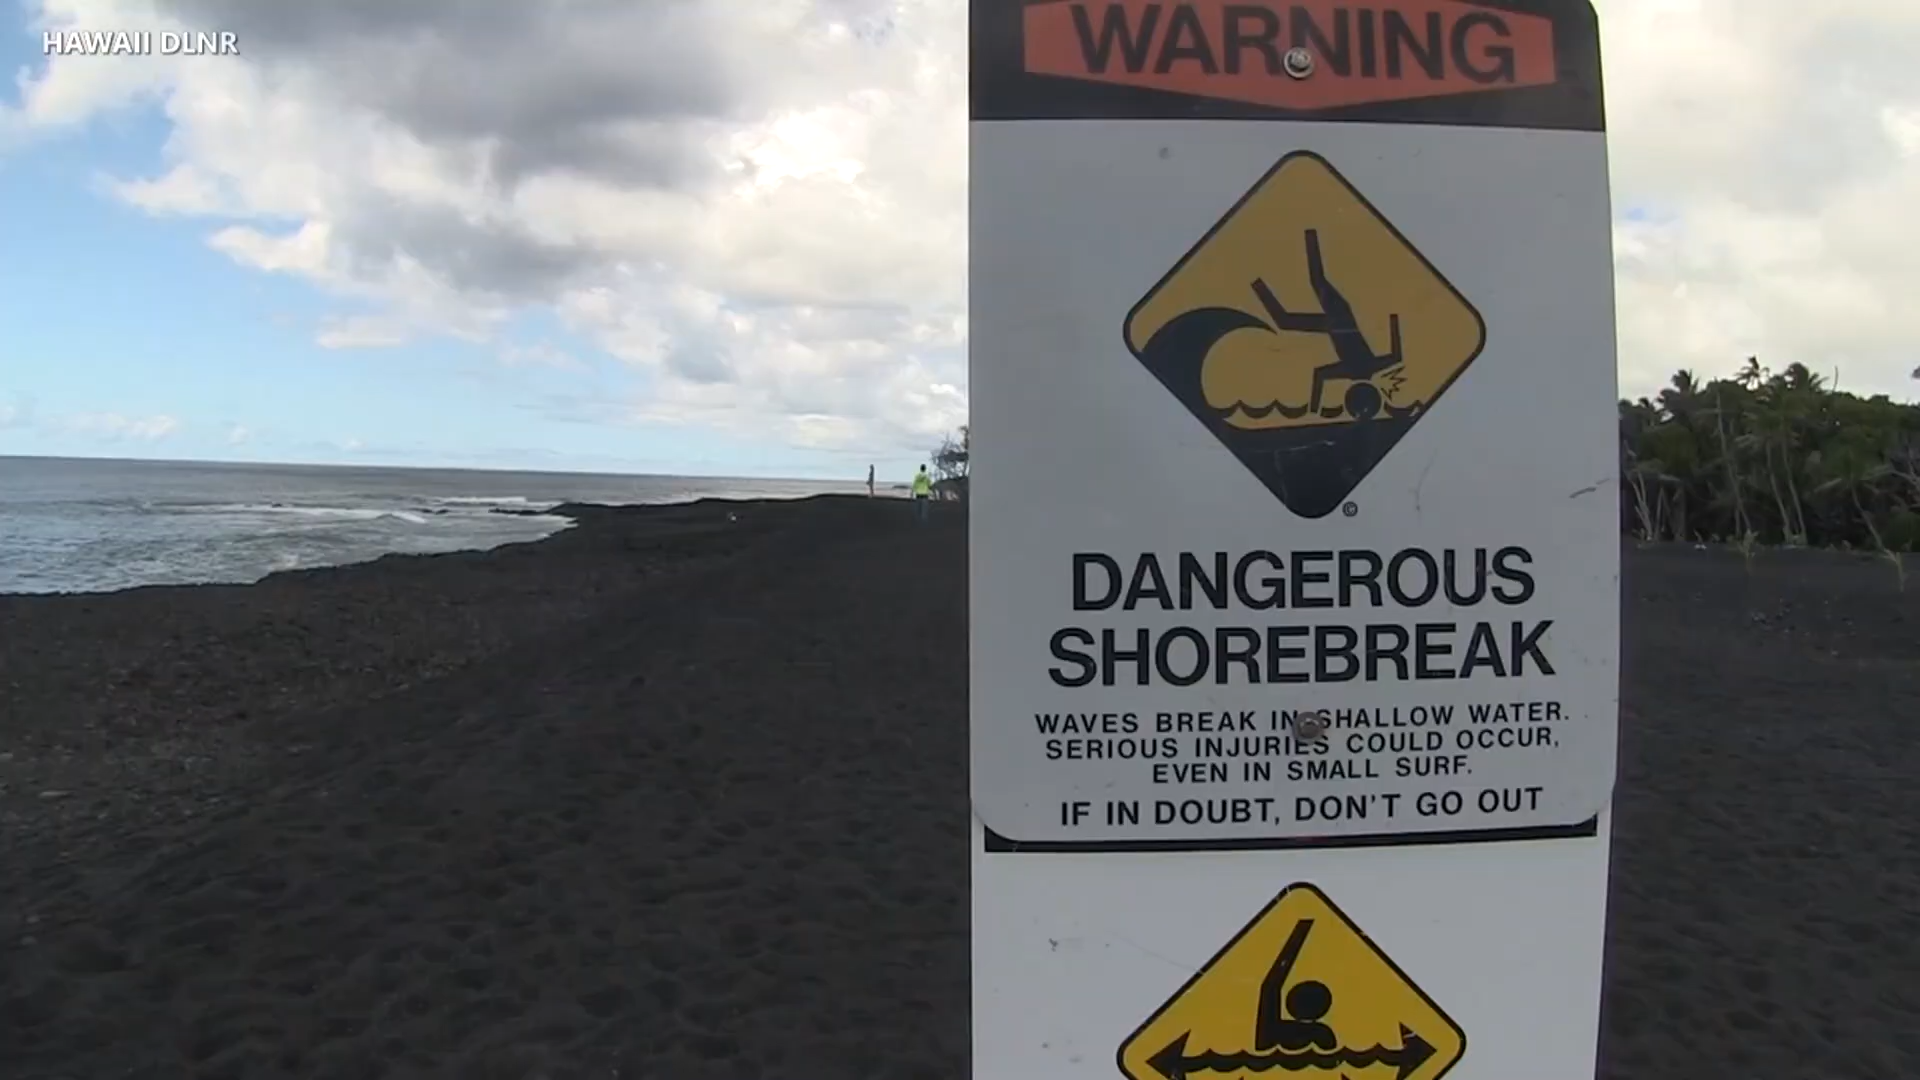 HAWAII DLNR
WARNING
DANGEROUS
SHOREBREAK
WAVES BREAK IN SHALLOW WATER.
SERIOUS INJURIES COULD OCCUR,
EVEN IN SMALL SURF.
IF IN DOUBT, DON'T GO OUT